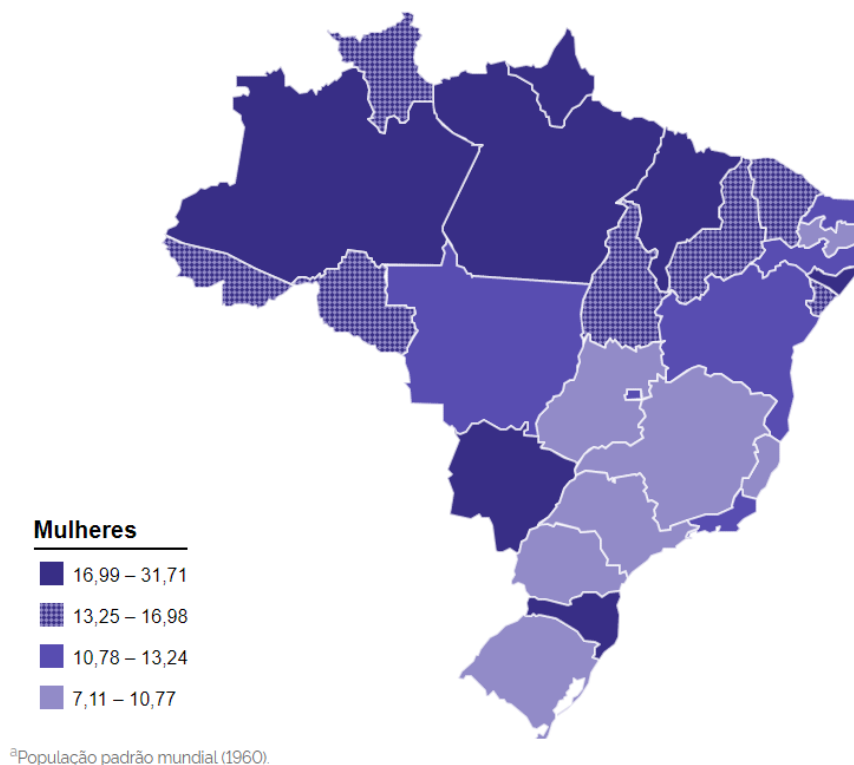 Mulheres
16,99 – 31,71
13,25 – 16,98
10,78 – 13,24
7,11 – 10,77
aPopulação padrão mundial (1960).